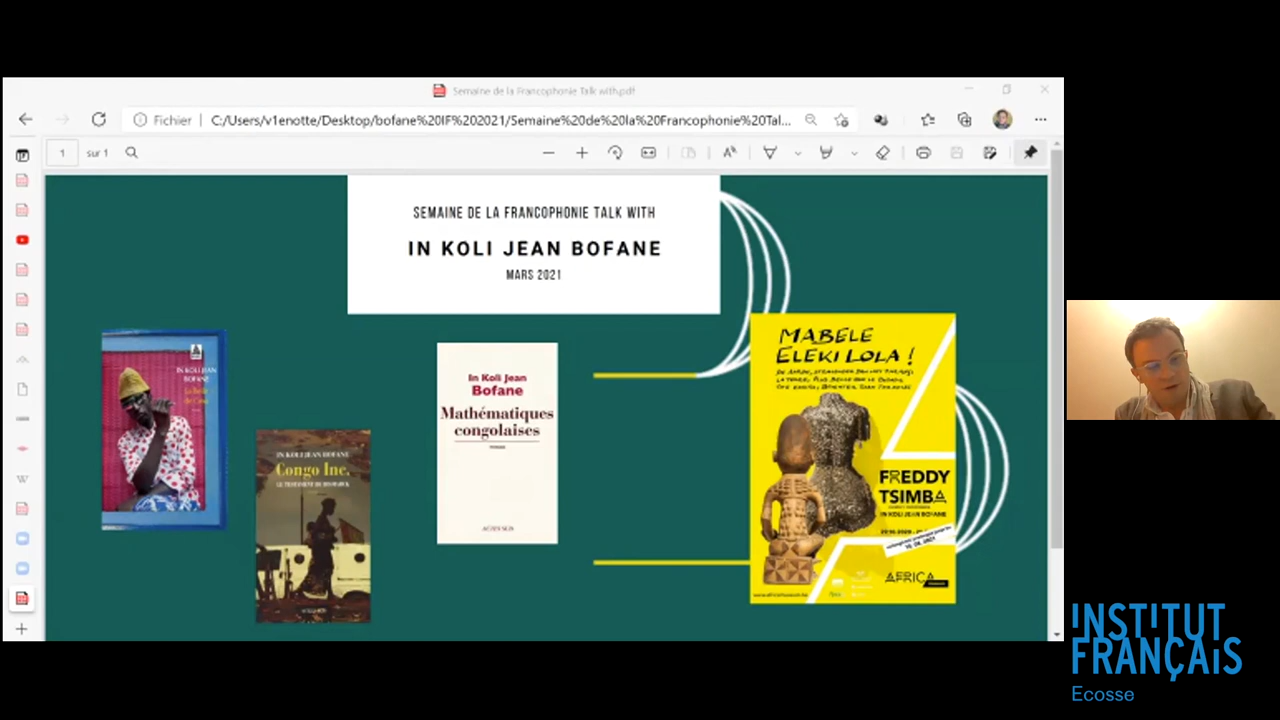 Semaine de la Francophonie Talk with.pdf
Fichier
C:/Users/v1enotte/Desktop/bofane%20IF%202021/Semaine%20de%20la%20Francophonie%20Tal...
1 sur 1
SEMAINE DE LA FRANCOPHONIE TALK WITH
IN KOLI JEAN BOFANE
MARS 2021
IN KOLI JEAN
BOFANE
IN KOLI JEAN BOFANE
Congo Inc.
LE TESTAMENT DE BISMARCK
In Koli Jean
Bofane
Mathématiques
congolaises
ACTES SUD
MABELE
ELEKI LOLA !
FREDDY
TSIMBA
IN KOLI JEAN BOFANE
AFRICA
www.africamuseum.be
INSTITUT
FRANÇAIS
Ecosse